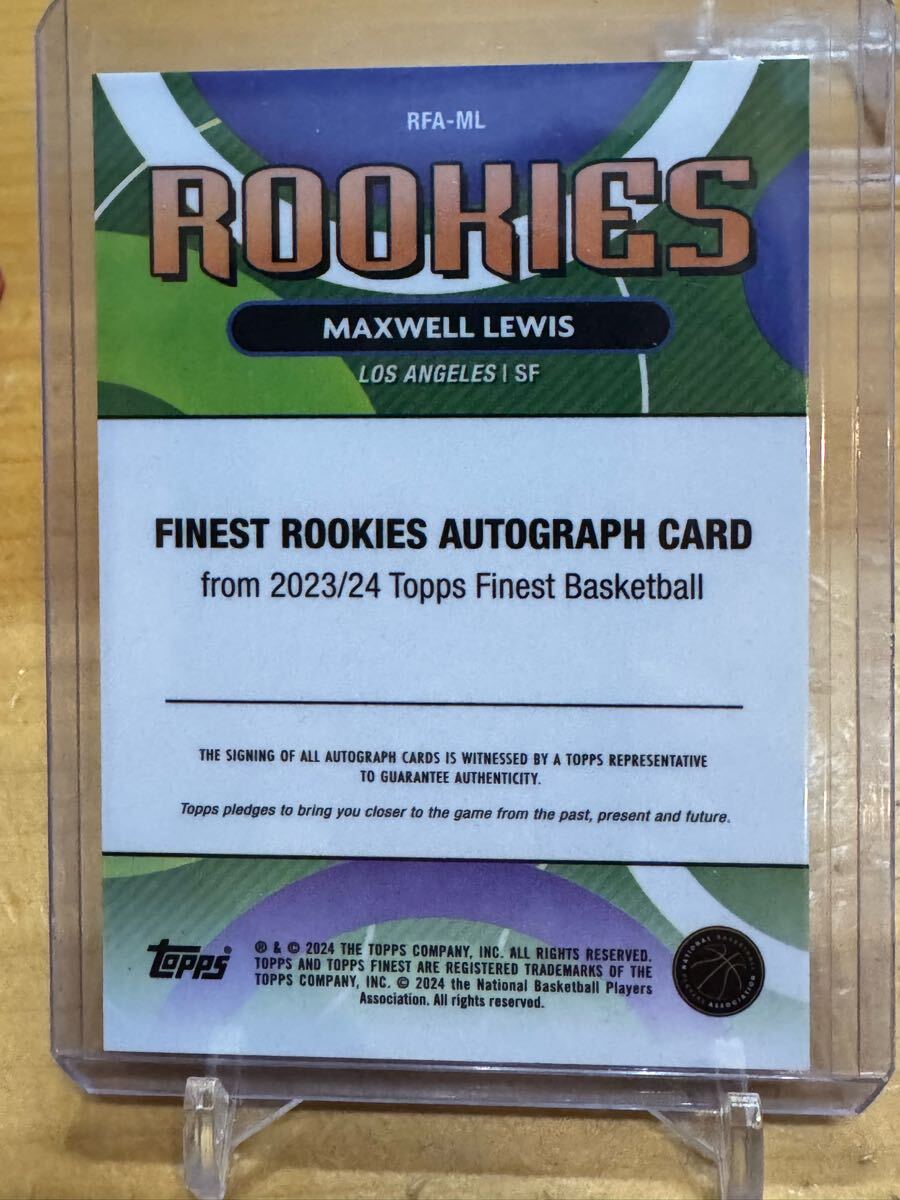 RFA-ML
ROOKIES
MAXWELL LEWIS
LOS ANGELES | SF
FINEST ROOKIES AUTOGRAPH CARD
from 2023/24 Topps Finest Basketball
THE SIGNING OF ALL AUTOGRAPH CARDS IS WITNESSED BY A TOPPS REPRESENTATIVE
TO GUARANTEE AUTHENTICITY.
Topps pledges to bring you closer to the game from the past, present and future.
topps®
® & © 2024 THE TOPPS COMPANY, INC. ALL RIGHTS RESERVED.
TOPPS AND TOPPS FINEST ARE REGISTERED TRADEMARKS OF THE
TOPPS COMPANY, INC. © 2024 the National Basketball Players
Association. All rights reserved.
NATIONAL BASKETBALL
PLAYERS ASSOCIATION